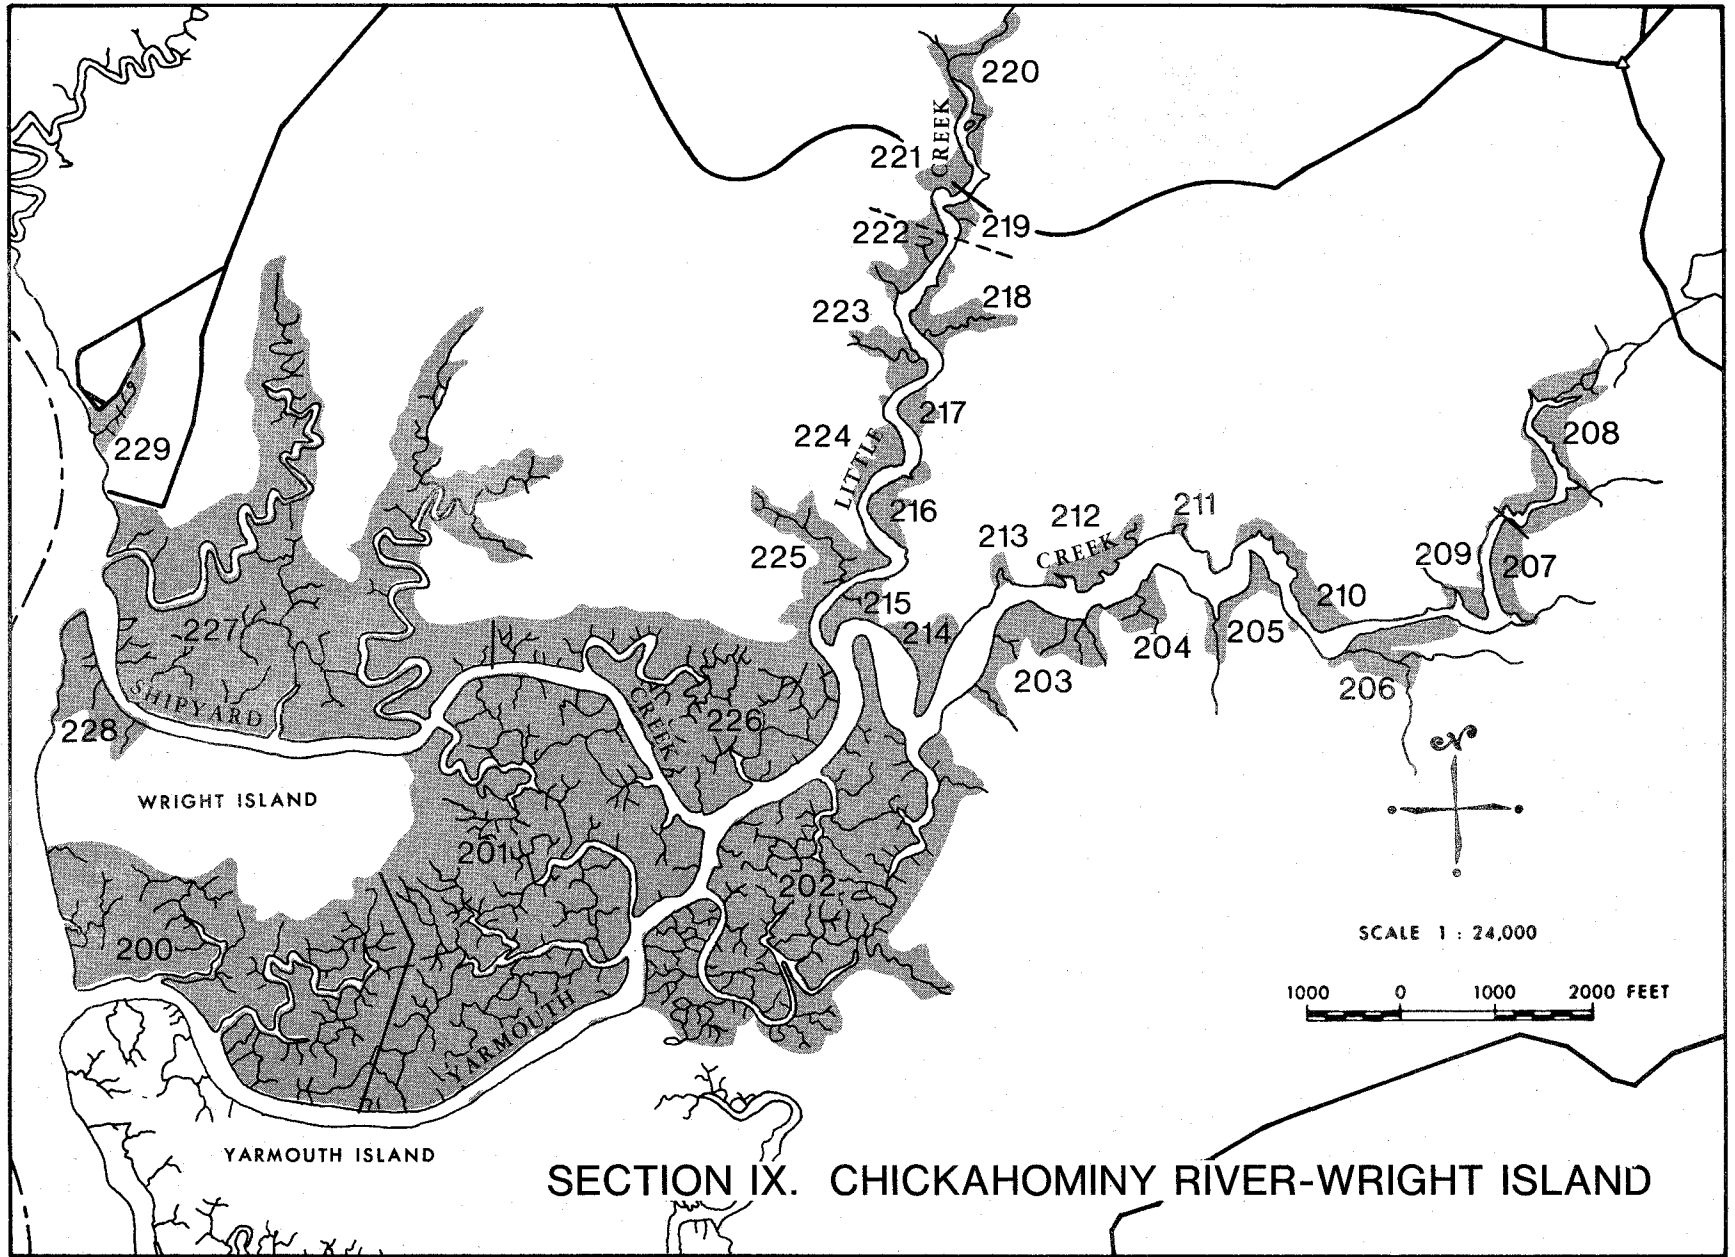 220
CREEK
221
219
222
218
223
217
224
LITTLE
208
229
216
211
212
213
CREEK
225
209
207
215
210
214
205
204
227
203
206
SHIPYARD
CREEK
226
228
N
WRIGHT ISLAND
201
202
SCALE 1 : 24,000
200
1000 0 1000 2000 FEET
YARMOUTH
YARMOUTH ISLAND
SECTION IX. CHICKAHOMINY RIVER-WRIGHT ISLAND